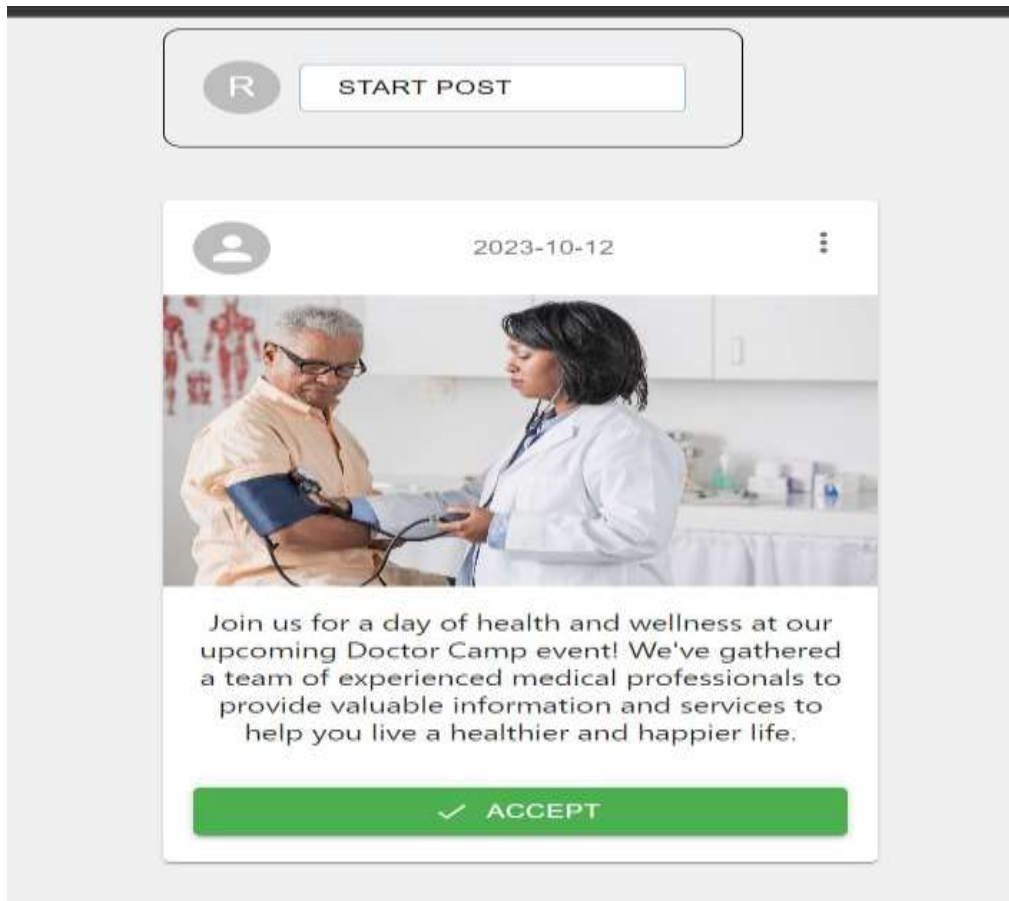 R
START POST
2023-10-12
Join us for a day of health and wellness at our
upcoming Doctor Camp event! We've gathered
a team of experienced medical professionals to
provide valuable information and services to
help you live a healthier and happier life.
ACCEPT